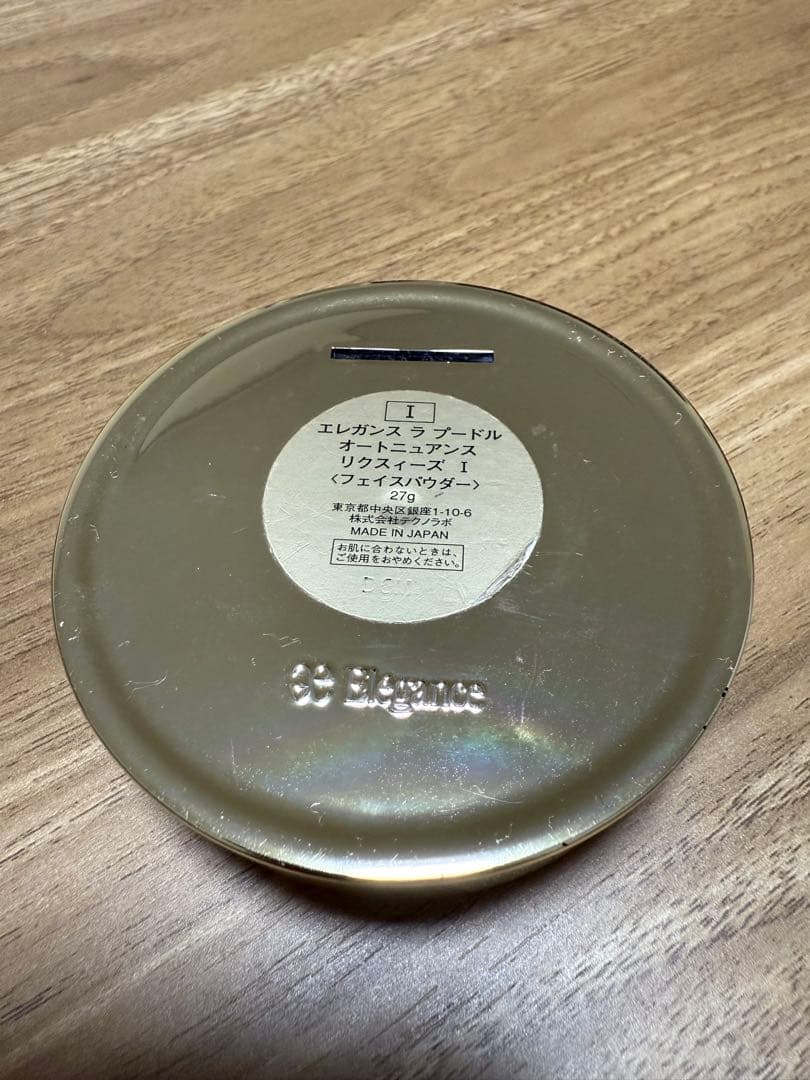 I
エレガンス ラ プードル
オートニュアンス
リクスィーズ I
〈フェイスパウダー〉
27g
東京都中央区銀座1-10-6
株式会社テクノラボ
MADE IN JAPAN
お肌に合わないときは、
ご使用をおやめください。
Elégance